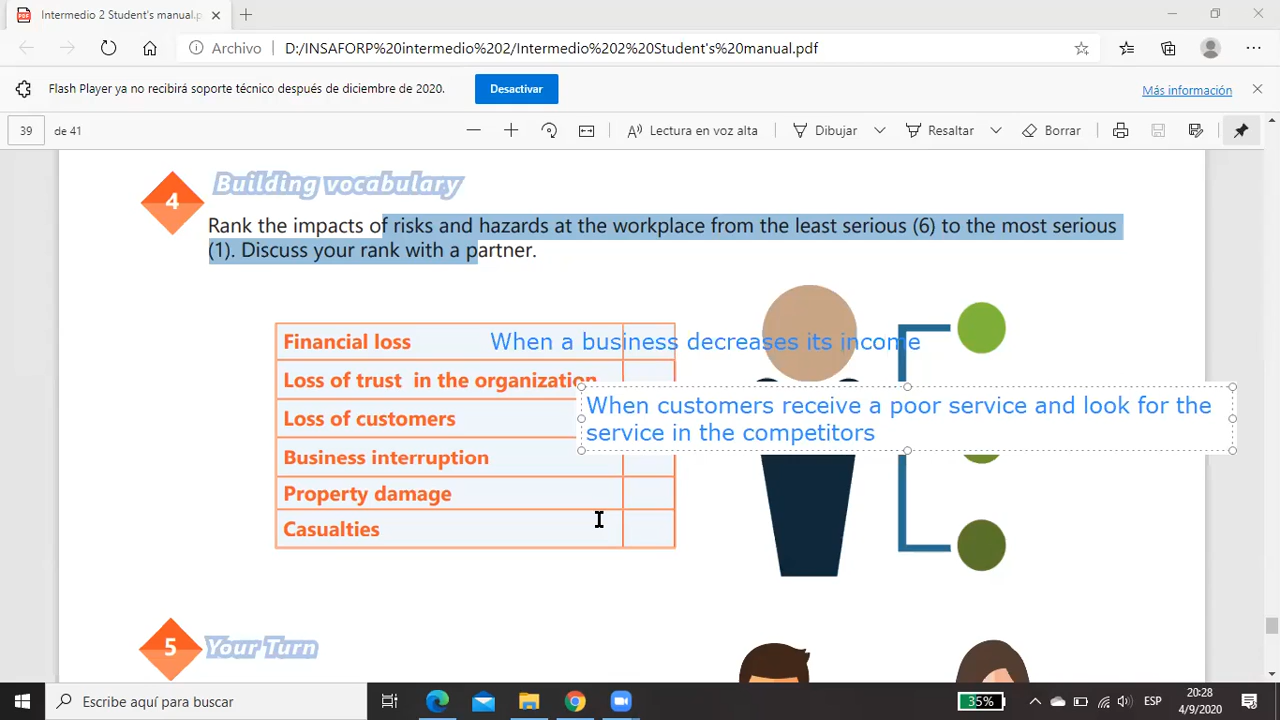 Intermedio 2 Student's manual.p
Archivo D:/INSAFORP%20intermedio%202/Intermedio%202%20Student's%20manual.pdf
Flash Player ya no recibirá soporte técnico después de diciembre de 2020. Desactivar Más información
39 de 41 Lectura en voz alta Dibujar Resaltar Borrar
4 Building vocabulary
Rank the impacts of risks and hazards at the workplace from the least serious (6) to the most serious
(1). Discuss your rank with a partner.
Financial loss When a business decreases its income
Loss of trust in the organization
When customers receive a poor service and look for the
Loss of customers
service in the competitors
Business interruption
Property damage
Casualties
5 Your Turn
Escribe aquí para buscar 35% ESP 20:28
4/9/2020